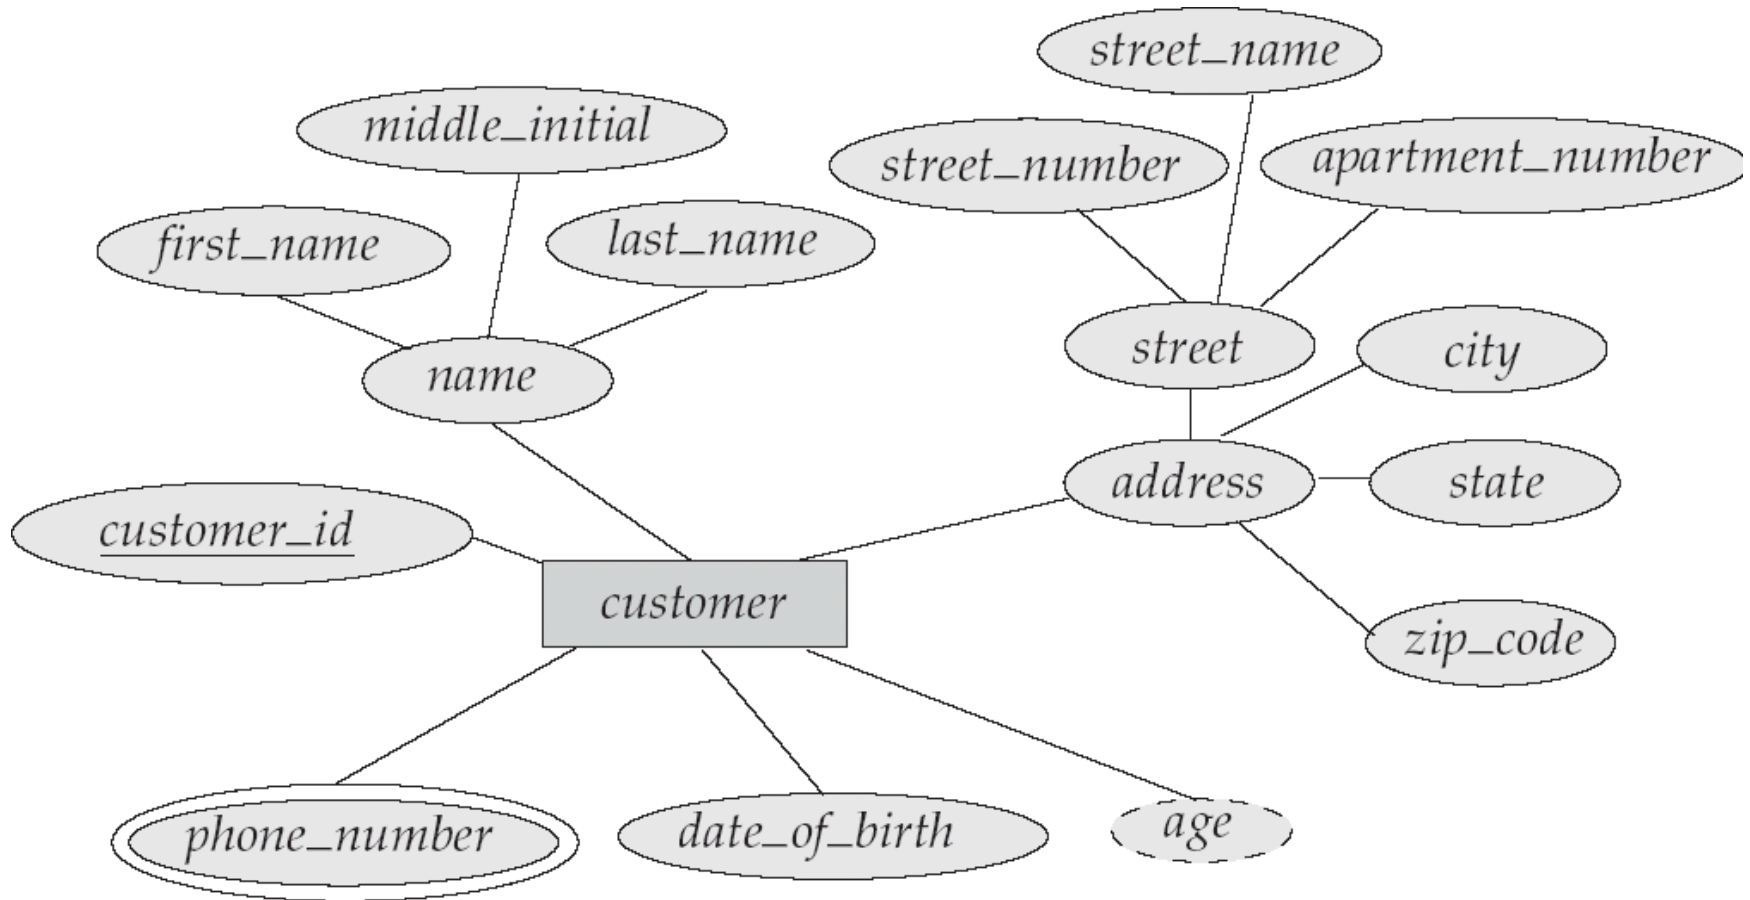 street_name
middle_initial
street_number
apartment_number
first_name
last_name
street
city
name
address
state
customer_id
customer
zip_code
phone_number
date_of_birth
age